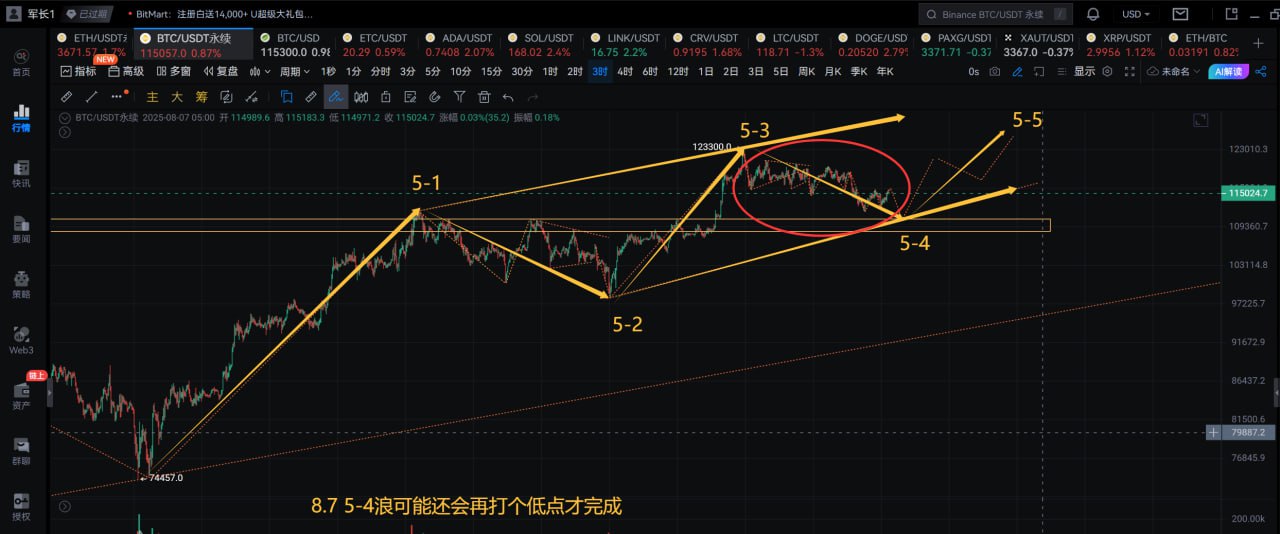 军长1 已过期 BitMart：注册白送14,000+ U超级大礼包... Binance BTC/USDT 永续 / USD
ETH/USDT BTC/USDT永续 BTC/USD ETC/USDT ADA/USDT SOL/USDT LINK/USDT CRV/USDT LTC/USDT DOGE/USDT PAXG/USDT XAUT/USDT XRP/USDT ETH/BTC
3671.57 1.7% 115057.0 0.87% 115300.0 0.98 20.29 0.59% 0.7408 2.07% 168.02 2.4% 16.75 2.2% 0.9195 1.68% 118.71 -1.3% 0.20520 2.79% 3371.71 -0.37 3367.0 -0.37% 2.9956 1.12% 0.03191 0.82%
NEW
指标 高级 多窗 复盘 周期 1秒 1分 分时 3分 5分 10分 15分 30分 1时 2时 3时 4时 6时 12时 1日 2日 3日 5日 周K 月K 季K 年K 0s 显示 未命名 AI解读
主 大 筹
BTC/USDT永续 2025-08-07 05:00 开 114989.6 高 115183.3 低 114971.2 收 115024.7 涨幅 0.03%(35.2) 振幅 0.18%
首页
行情
快讯
要闻
策略
Web3
链上
资产
群聊
授权
5-1
5-2
123300.0
5-3
5-4
5-5
74457.0
8.7 5-4浪可能还会再打个低点才完成
123010.3
115024.7
109360.7
103114.8
97225.7
91672.9
86437.2
81500.6
79887.2
76845.9
200.00k